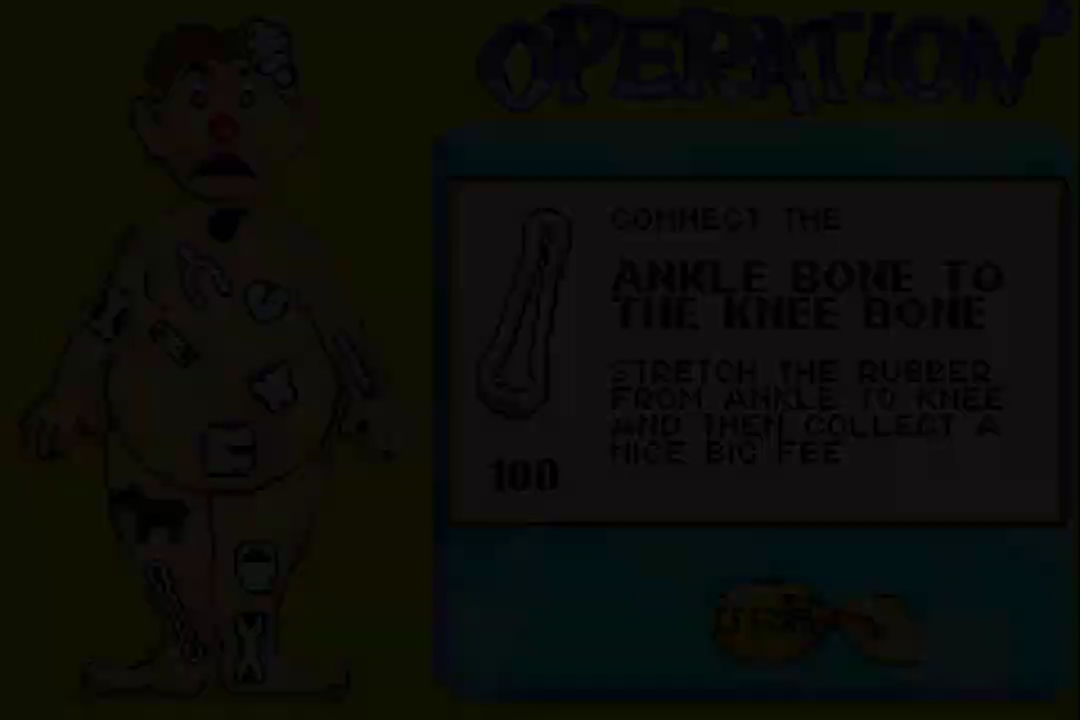 OPERATION
CONNECT THE
ANKLE BONE TO
THE KNEE BONE
STRETCH THE RUBBER
FROM ANKLE TO KNEE
AND THEN COLLECT A
NICE BIG FEE
100